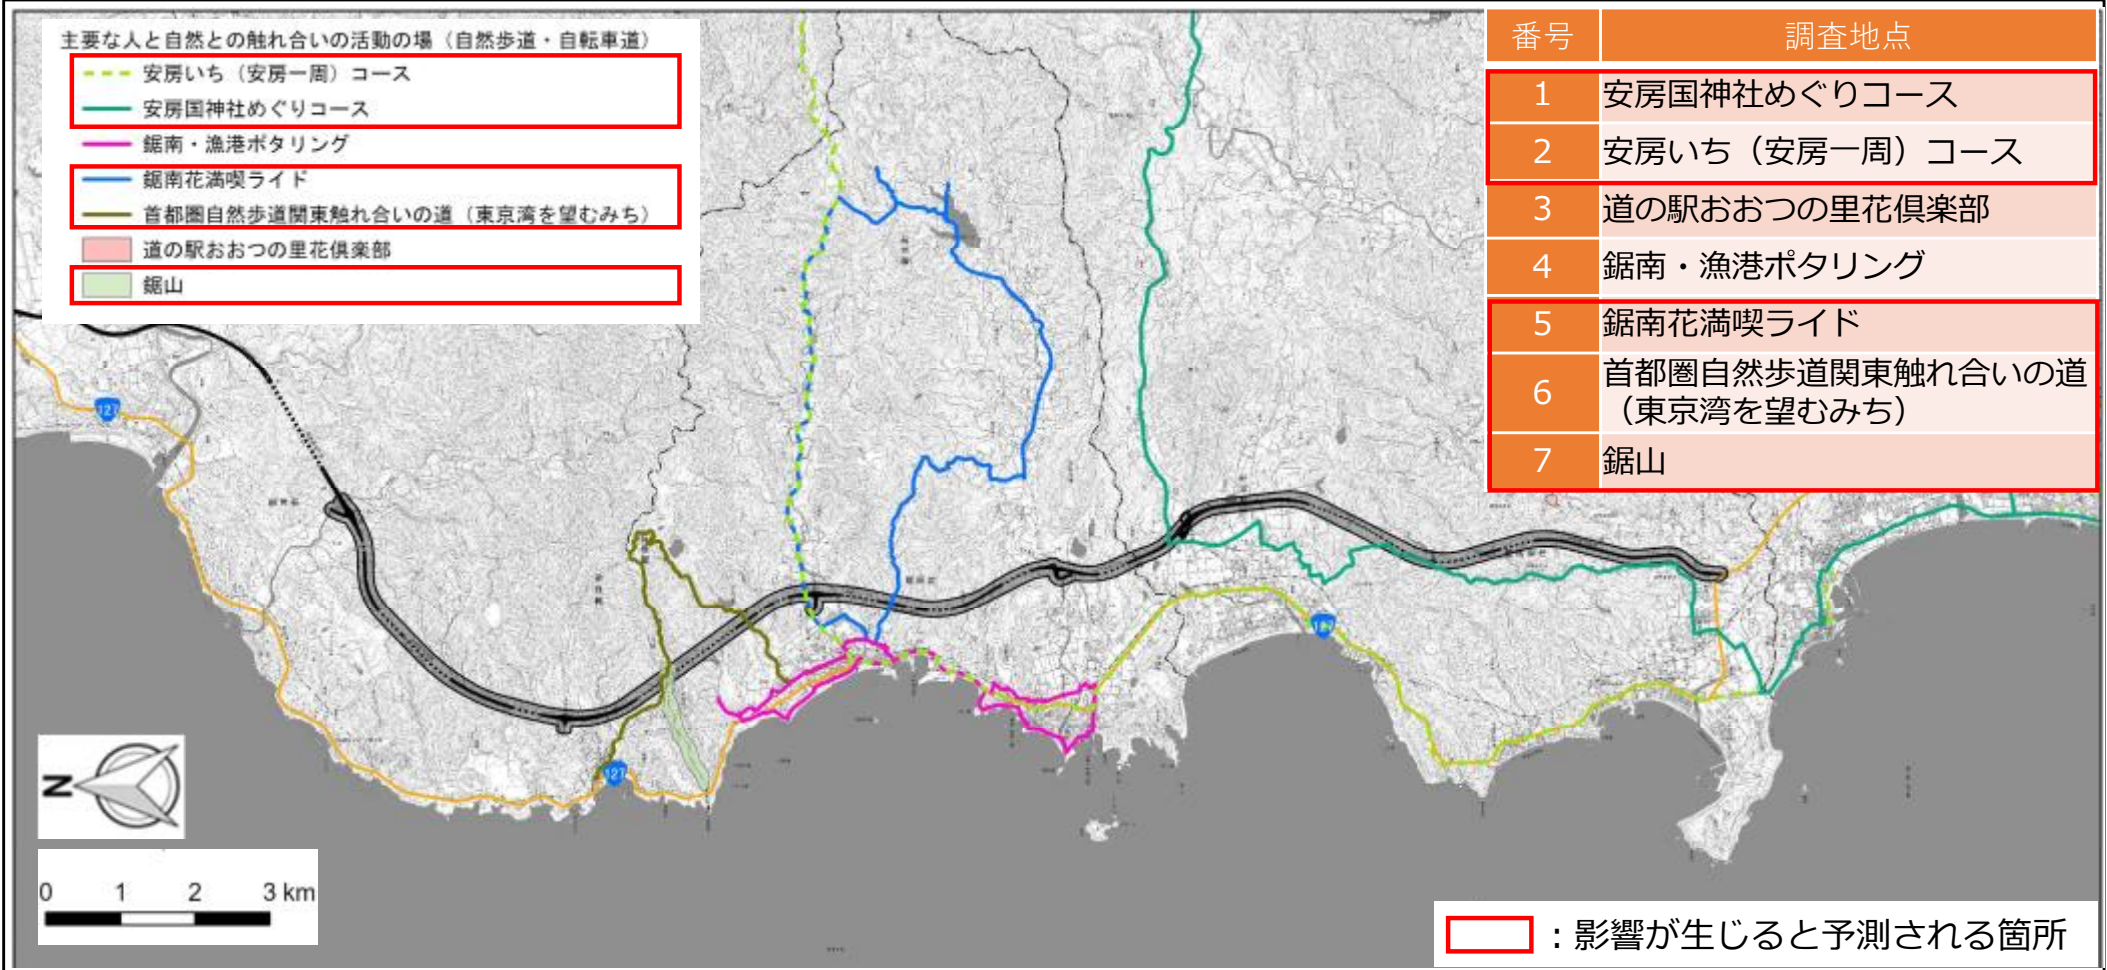 主要な人と自然との触れ合いの活動の場（自然歩道・自転車道）
安房いち（安房一周）コース
安房国神社めぐりコース
鋸南・漁港ポタリング
鋸南花満喫ライド
首都圏自然歩道関東触れ合いの道（東京湾を望むみち）
道の駅おおつの里花倶楽部
鋸山
番号 調査地点
1 安房国神社めぐりコース
2 安房いち（安房一周）コース
3 道の駅おおつの里花倶楽部
4 鋸南・漁港ポタリング
5 鋸南花満喫ライド
6 首都圏自然歩道関東触れ合いの道
（東京湾を望むみち）
7 鋸山
127
127
N
0 1 2 3 km
：影響が生じると予測される箇所